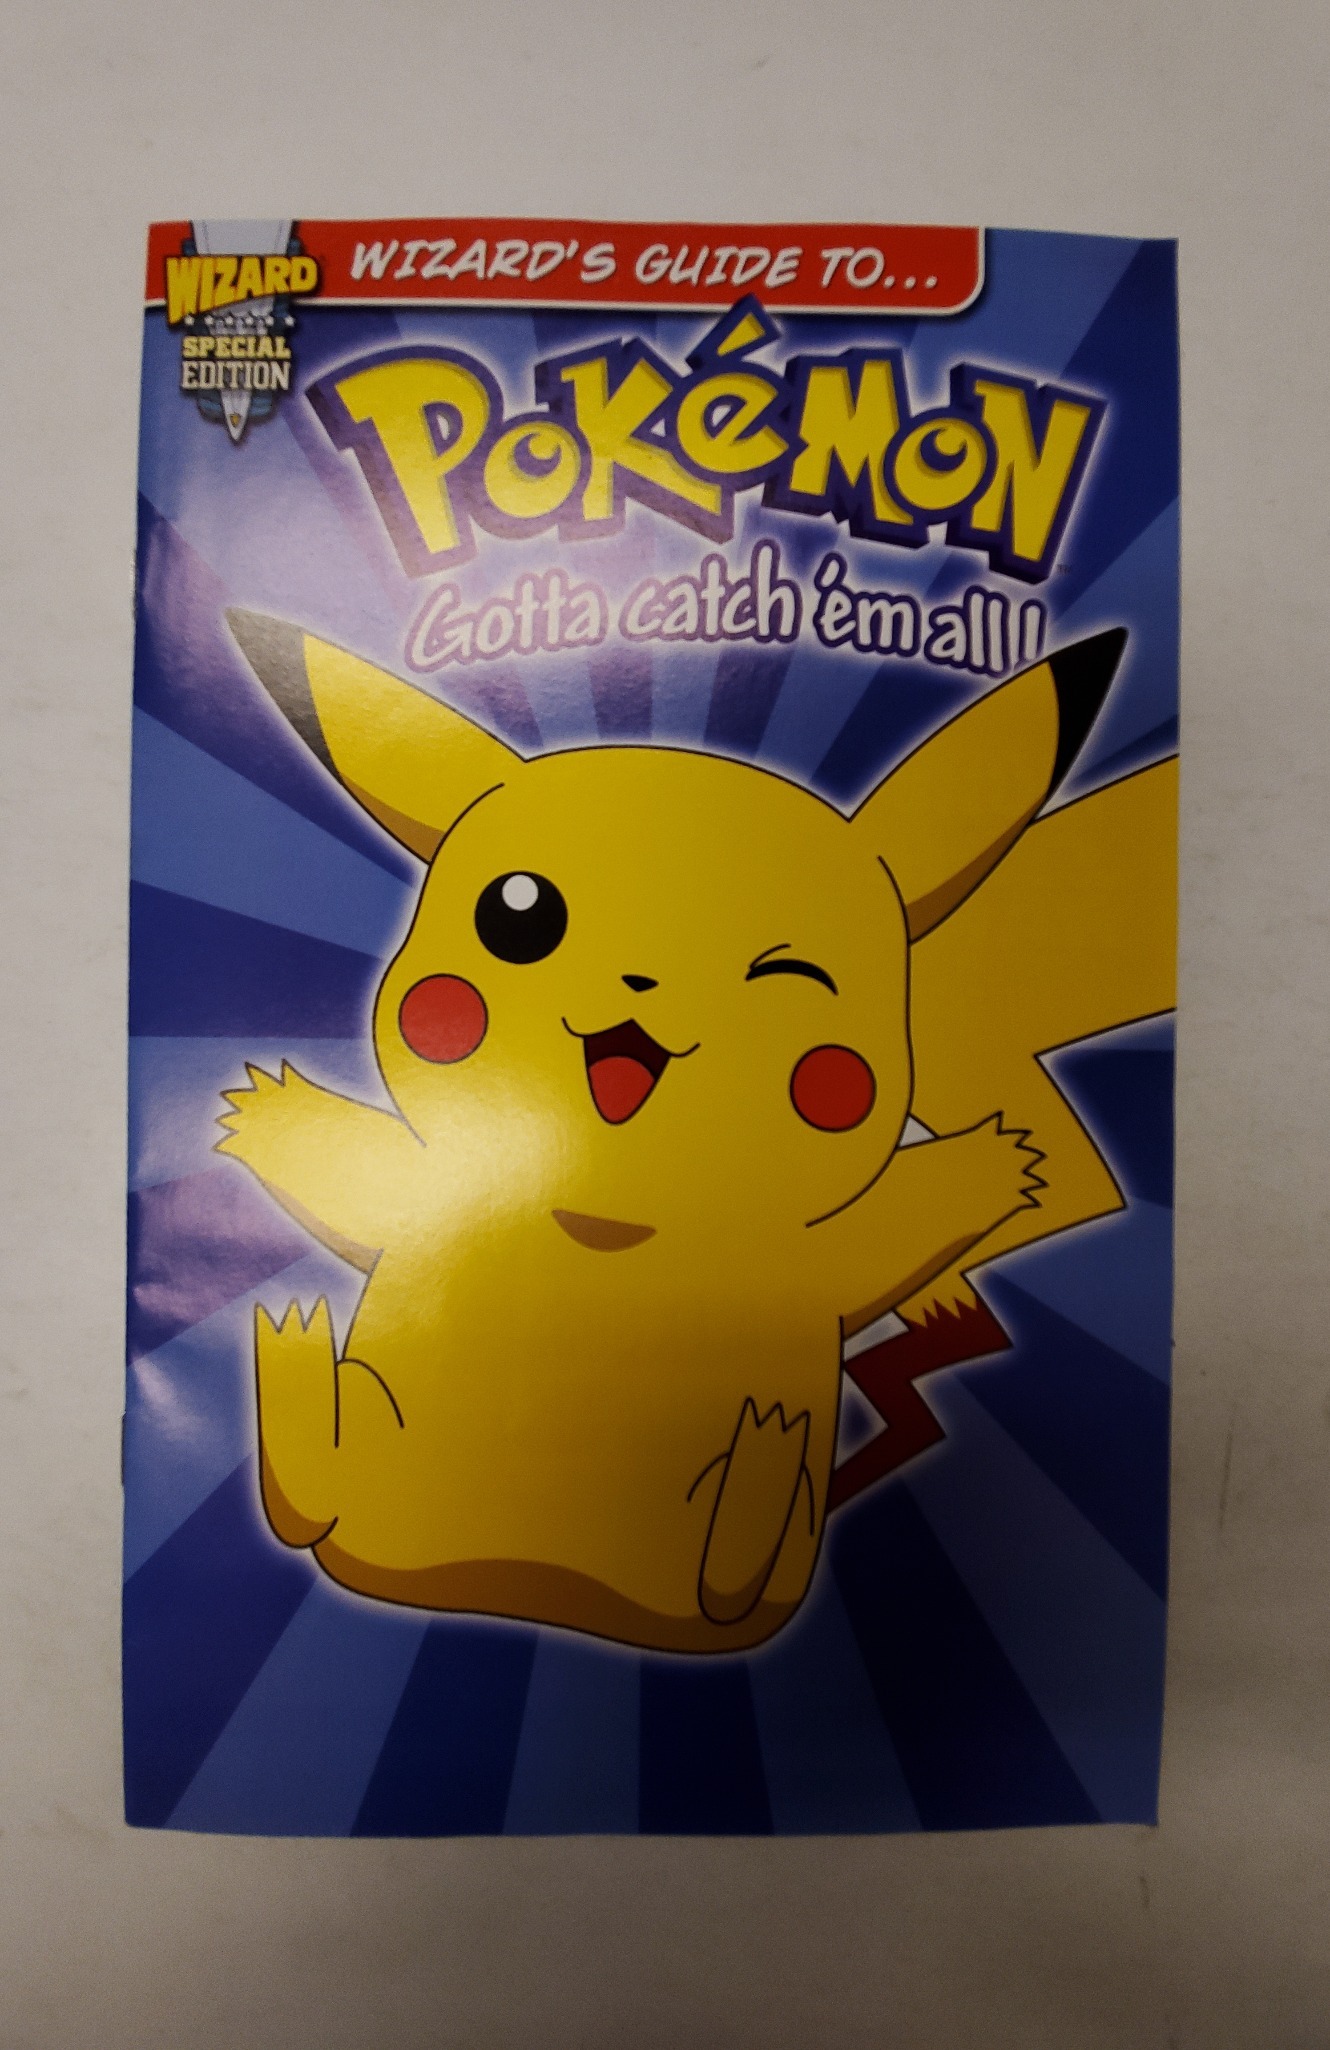 WIZARD'S GUIDE TO...
WIZARD
SPECIAL
EDITION
POKéMON
Gotta catch 'em all!